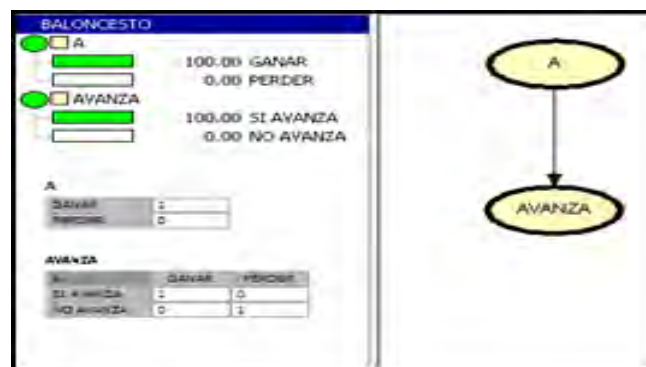 BALONCESTO
A
100.00 GANAR
0.00 PERDER
AVANZA
100.00 SI AVANZA
0.00 NO AVANZA
A
GANAR 1
PERDER 0
AVANZA
A GANAR PERDER
SI AVANZA 1 0
NO AVANZA 0 1
A
AVANZA